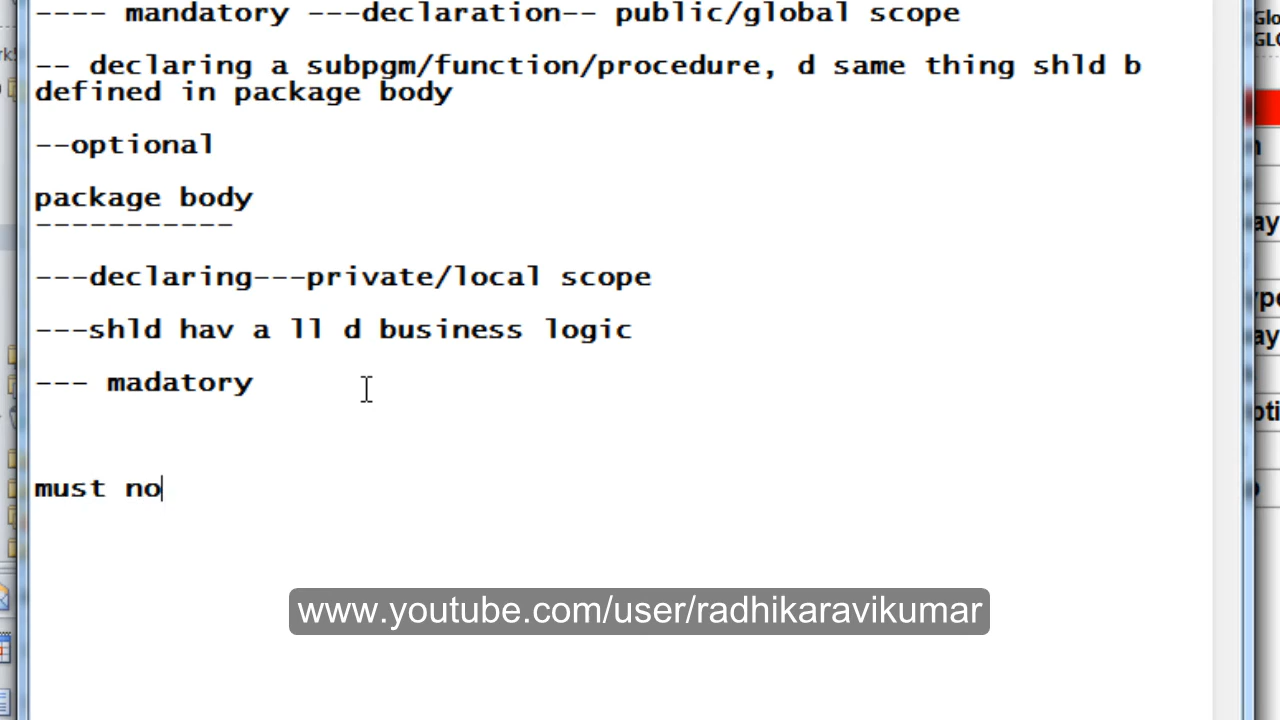 ---- mandatory ---declaration-- public/global scope
-- declaring a subpgm/function/procedure, d same thing shld b
defined in package body
--optional
package body
-----------
---declaring---private/local scope
---shld hav a ll d business logic
--- madatory
must no
www.youtube.com/user/radhikaravikumar